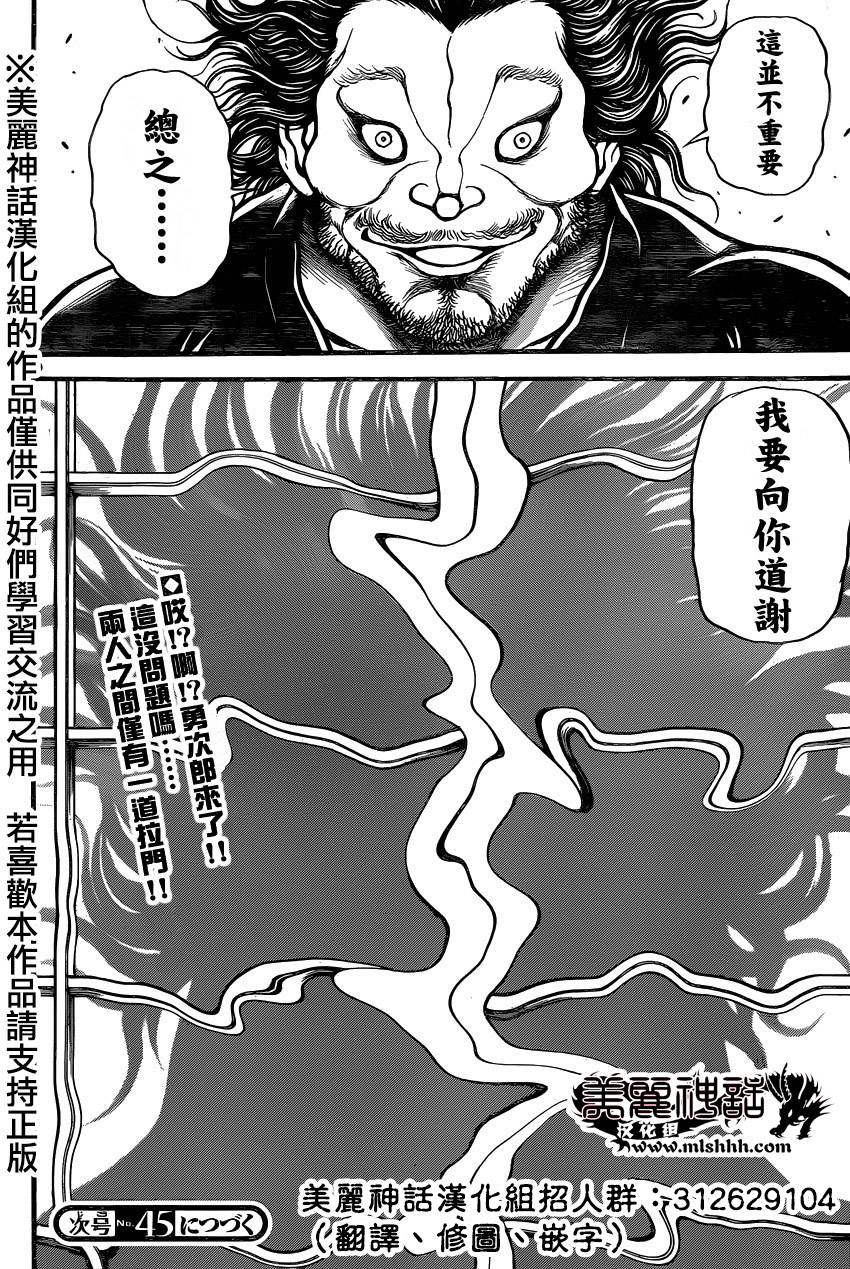 這並不重要
總之……
我要向你道謝
◆哎!?啊!?勇次郎來了!!
這沒問題嗎……
兩人之間僅有一道拉門!!
※美麗神話漢化組的作品僅供同好們學習交流之用 若喜歡本作品請支持正版
美麗神話
汉化组
www.mlshhh.com
美麗神話漢化組招人群：312629104
（翻譯、修圖、嵌字）
次号No.45につづく